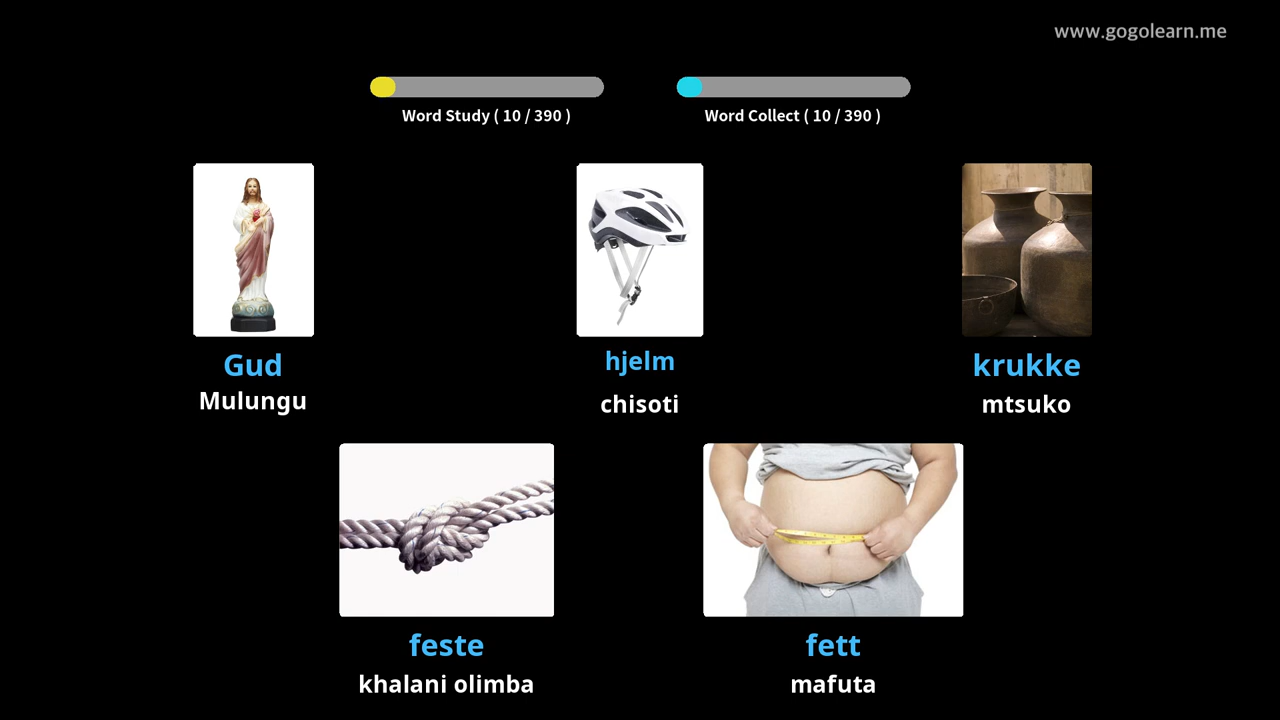 www.gogolearn.me
Word Study ( 10 / 390 )
Word Collect ( 10 / 390 )
Gud
Mulungu
hjelm
chisoti
krukke
mtsuko
feste
khalani olimba
fett
mafuta